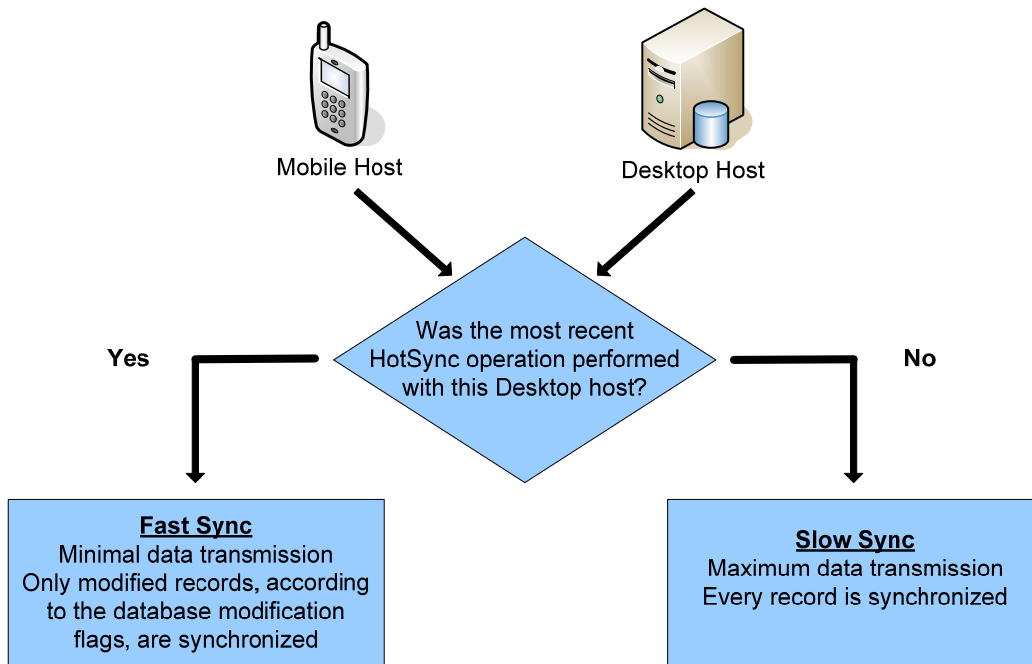 Mobile Host
Desktop Host
Was the most recent
HotSync operation performed
with this Desktop host?
Yes
No
Fast Sync
Minimal data transmission
Only modified records, according
to the database modification
flags, are synchronized
Slow Sync
Maximum data transmission
Every record is synchronized